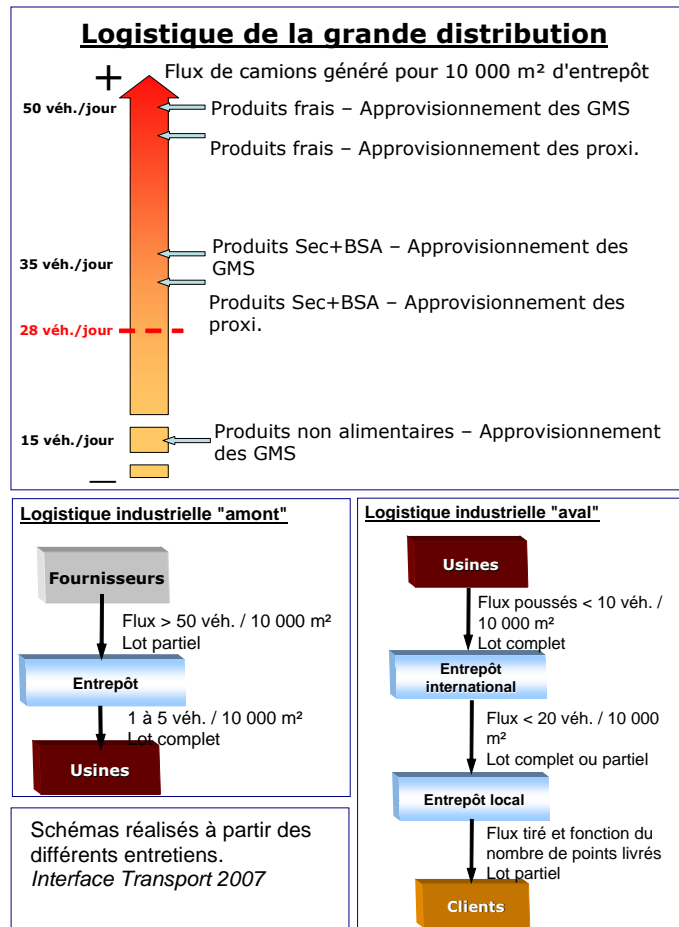 Logistique de la grande distribution
+
Flux de camions généré pour 10 000 m² d'entrepôt
50 véh./jour
Produits frais – Approvisionnement des GMS
Produits frais – Approvisionnement des proxi.
35 véh./jour
Produits Sec+BSA – Approvisionnement des
GMS
Produits Sec+BSA – Approvisionnement des
proxi.
28 véh./jour
15 véh./jour
Produits non alimentaires – Approvisionnement
des GMS
—
Logistique industrielle "amont"
Fournisseurs
Flux > 50 véh. / 10 000 m²
Lot partiel
Entrepôt
1 à 5 véh. / 10 000 m²
Lot complet
Usines
Schémas réalisés à partir des
différents entretiens.
Interface Transport 2007
Logistique industrielle "aval"
Usines
Flux poussés < 10 véh. /
10 000 m²
Lot complet
Entrepôt
international
Flux < 20 véh. / 10 000
m²
Lot complet ou partiel
Entrepôt local
Flux tiré et fonction du
nombre de points livrés
Lot partiel
Clients